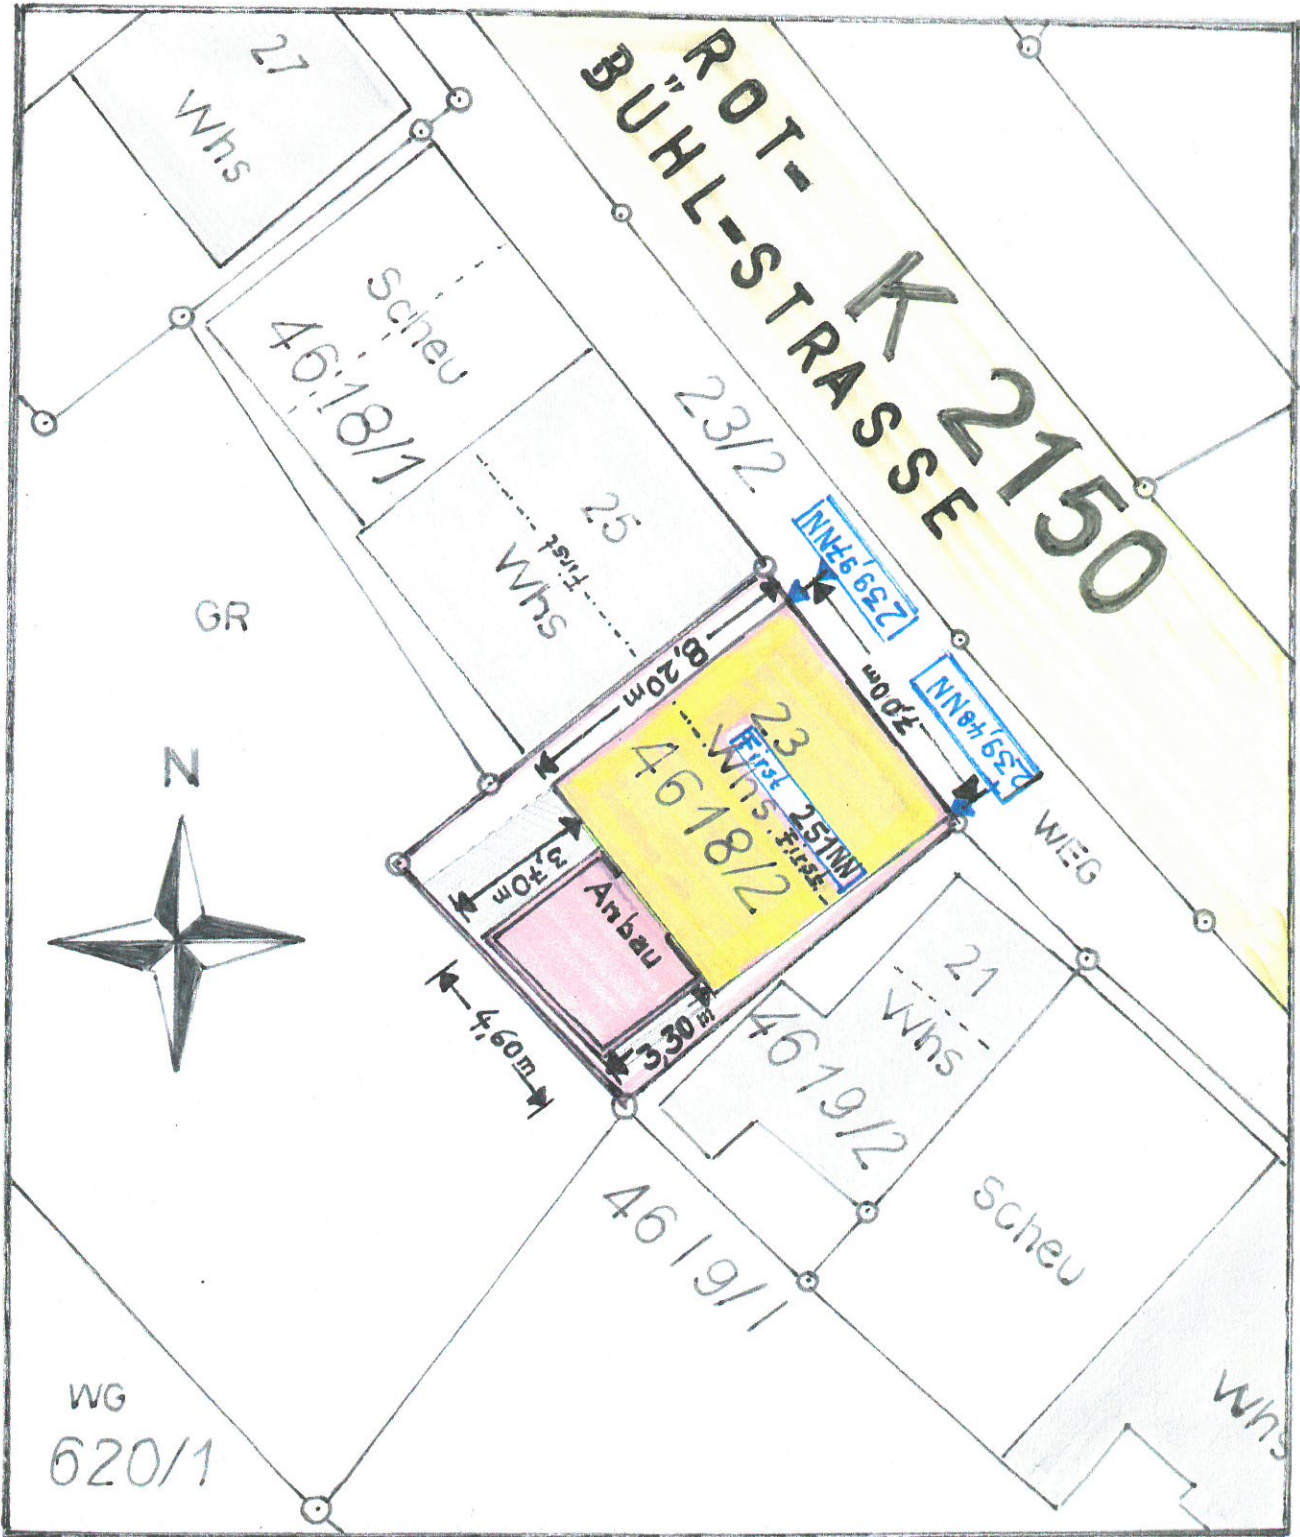 27
Whs
ROT-
BÜHL-STRASSE
K 2150
Scheu
4618/1
23/2
25
First
Whs
239,97NN
GR
8,20m
7,00m
239,48NN
23
Whs.
First 251NN
First
4618/2
N
WEG
3,70m
Anbau
21
Whs
4,60m
3,30m
4619/2
4619/1
Scheu
WG
620/1
Whs